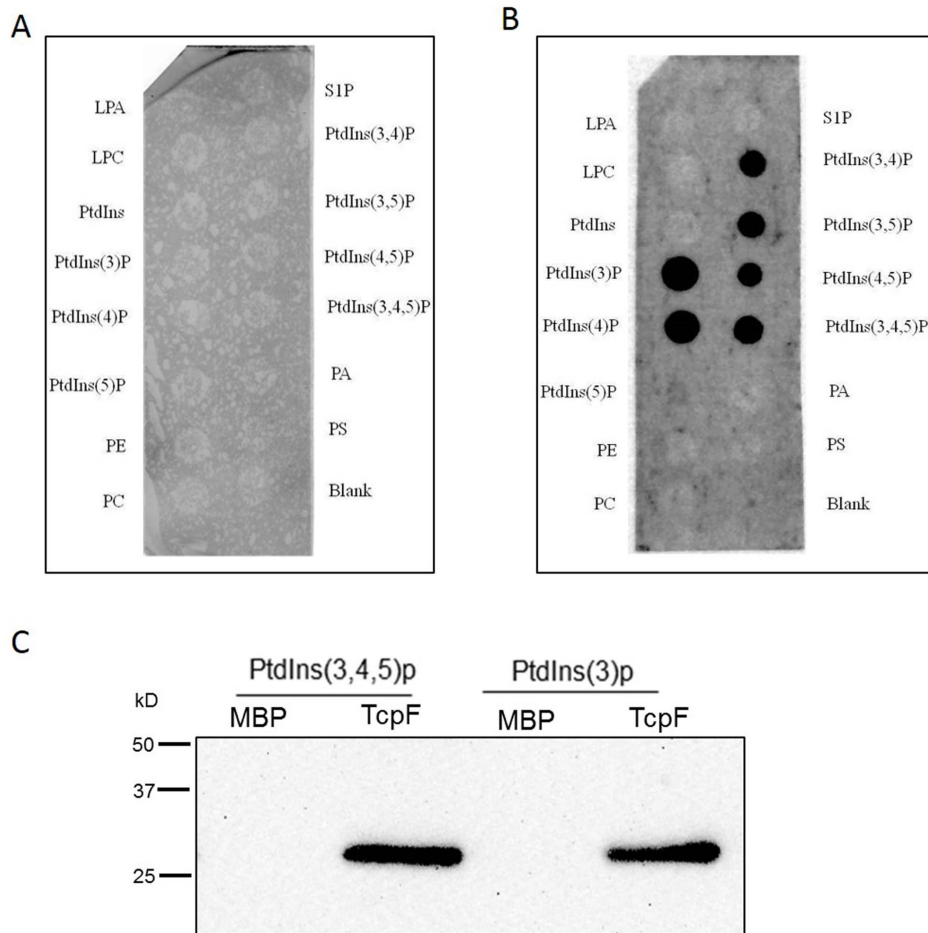 A
LPA
LPC
PtdIns
PtdIns(3)P
PtdIns(4)P
PtdIns(5)P
PE
PC
S1P
PtdIns(3,4)P
PtdIns(3,5)P
PtdIns(4,5)P
PtdIns(3,4,5)P
PA
PS
Blank
B
LPA
LPC
PtdIns
PtdIns(3)P
PtdIns(4)P
PtdIns(5)P
PE
PC
S1P
PtdIns(3,4)P
PtdIns(3,5)P
PtdIns(4,5)P
PtdIns(3,4,5)P
PA
PS
Blank
C
PtdIns(3,4,5)p PtdIns(3)p
kD MBP TcpF MBP TcpF
50
37
25